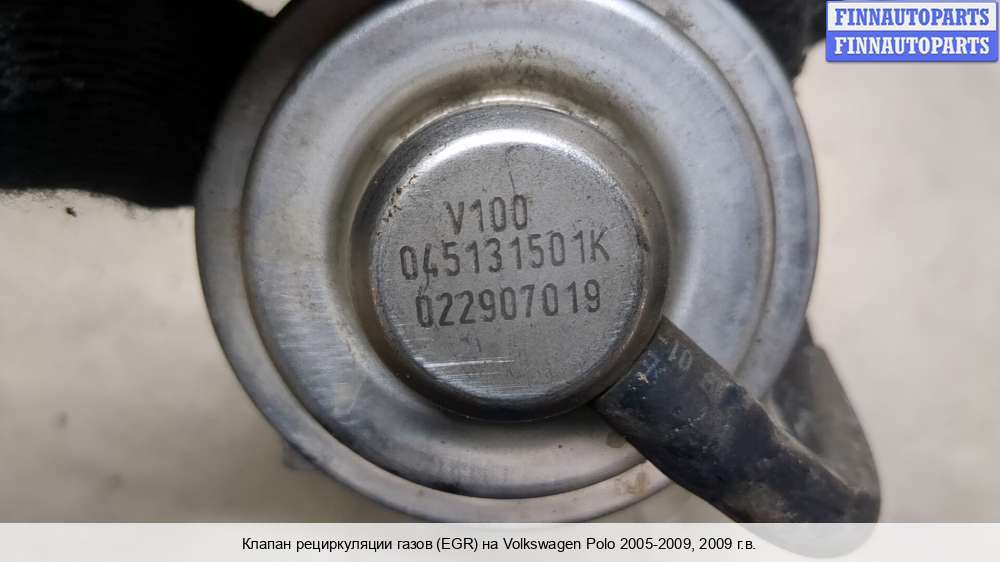 FINNAUTOPARTS
FINNAUTOPARTS
V100
045131501K
022907019
Клапан рециркуляции газов (EGR) на Volkswagen Polo 2005-2009, 2009 г.в.